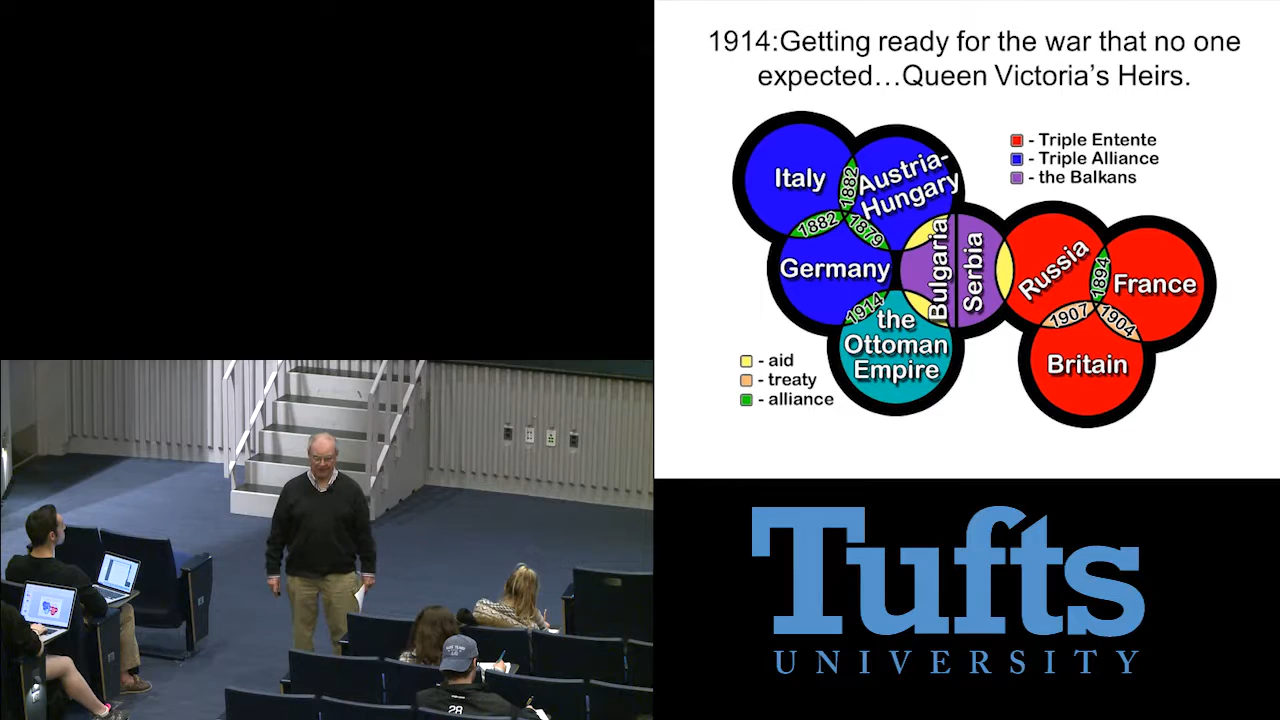 1914:Getting ready for the war that no one
expected…Queen Victoria's Heirs.
- Triple Entente
- Triple Alliance
- the Balkans
Italy
Austria-
Hungary
1882
1882
1879
Germany
Bulgaria
Serbia
Russia
1894
France
1914
the
Ottoman
Empire
1907
1904
Britain
- aid
- treaty
- alliance
Tufts
UNIVERSITY
28